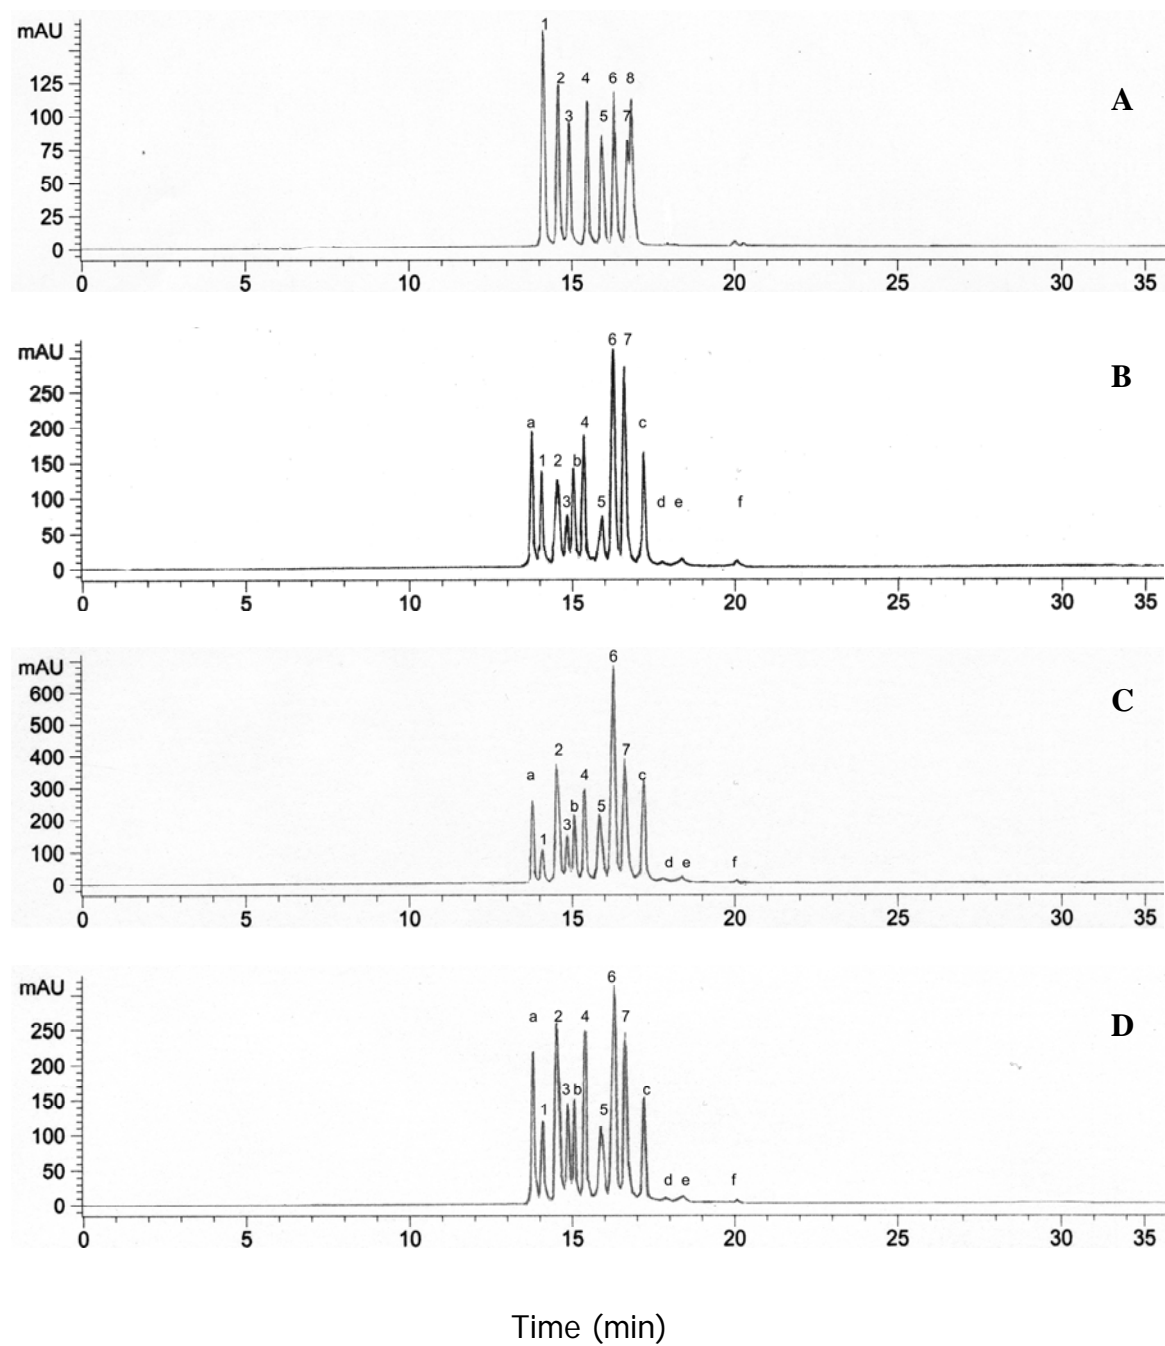 mAU
1
2 4 6 8
125
A
100
3 5 7
75
50
25
0
0 5 10 15 20 25 30 35
mAU
6 7
B
250
a 4 c
200
150
1 2 b
100
3 5 d e f
50
0
0 5 10 15 20 25 30 35
mAU
6
600
C
500
400
2 7
300
a 4 c
200
b 5
3
100
1 d e f
0
0 5 10 15 20 25 30 35
mAU
6
250
a 2 4 7
D
200
150
3 b c
100
1 5
50
d e f
0
0 5 10 15 20 25 30 35
Time (min)